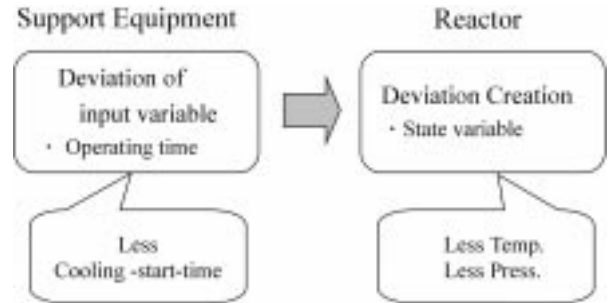 Support Equipment
Deviation of
input variable
・ Operating time
Less
Cooling -start-time
Reactor
Deviation Creation
・ State variable
Less Temp.
Less Press.